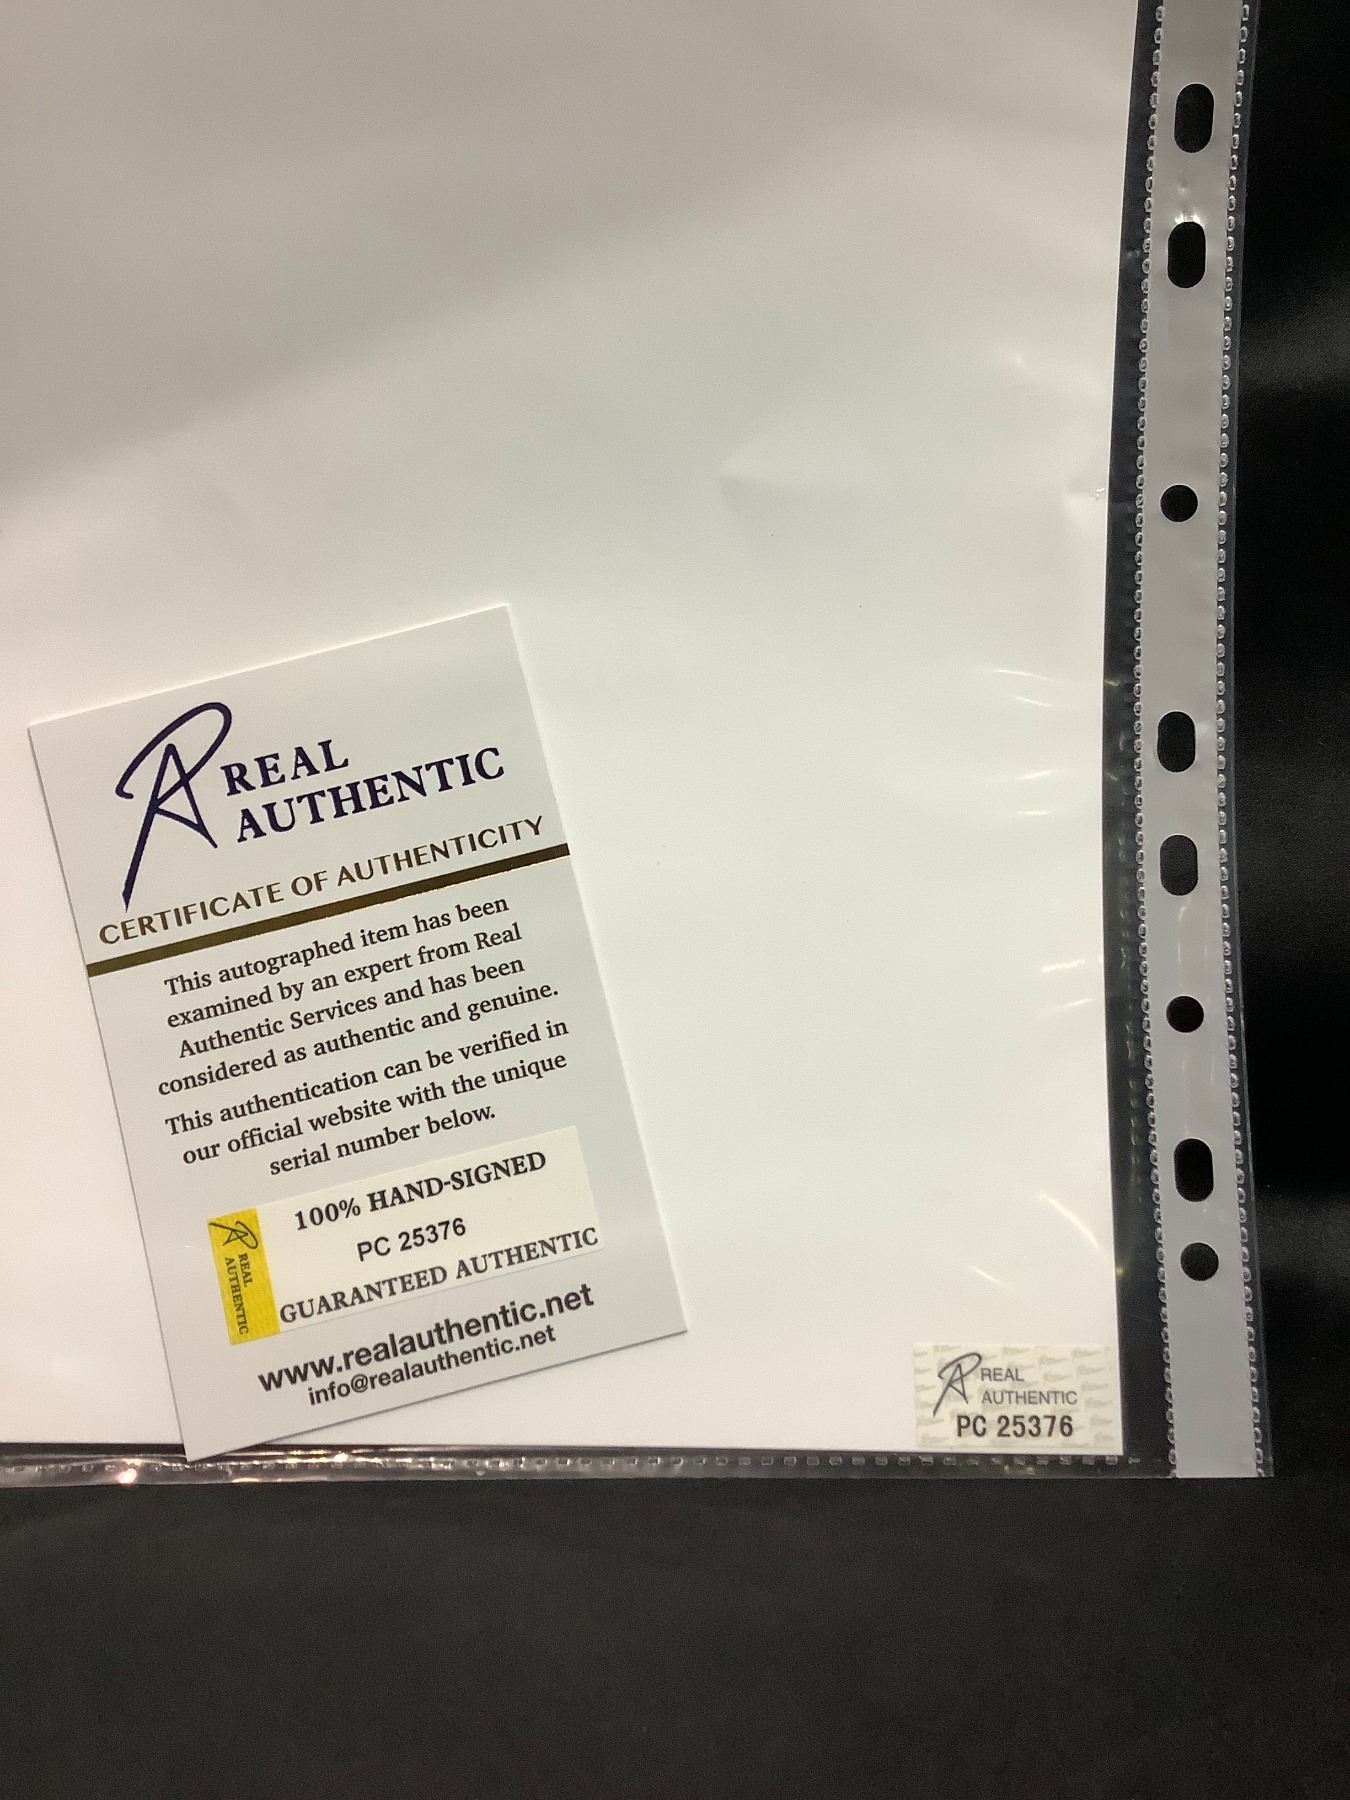 REAL
AUTHENTIC
CERTIFICATE OF AUTHENTICITY
This autographed item has been
examined by an expert from Real
Authentic Services and has been
considered as authentic and genuine.
This authentication can be verified in
our official website with the unique
serial number below.
REAL
AUTHENTIC
100% HAND-SIGNED
PC 25376
GUARANTEED AUTHENTIC
www.realauthentic.net
info@realauthentic.net
REAL
AUTHENTIC
PC 25376